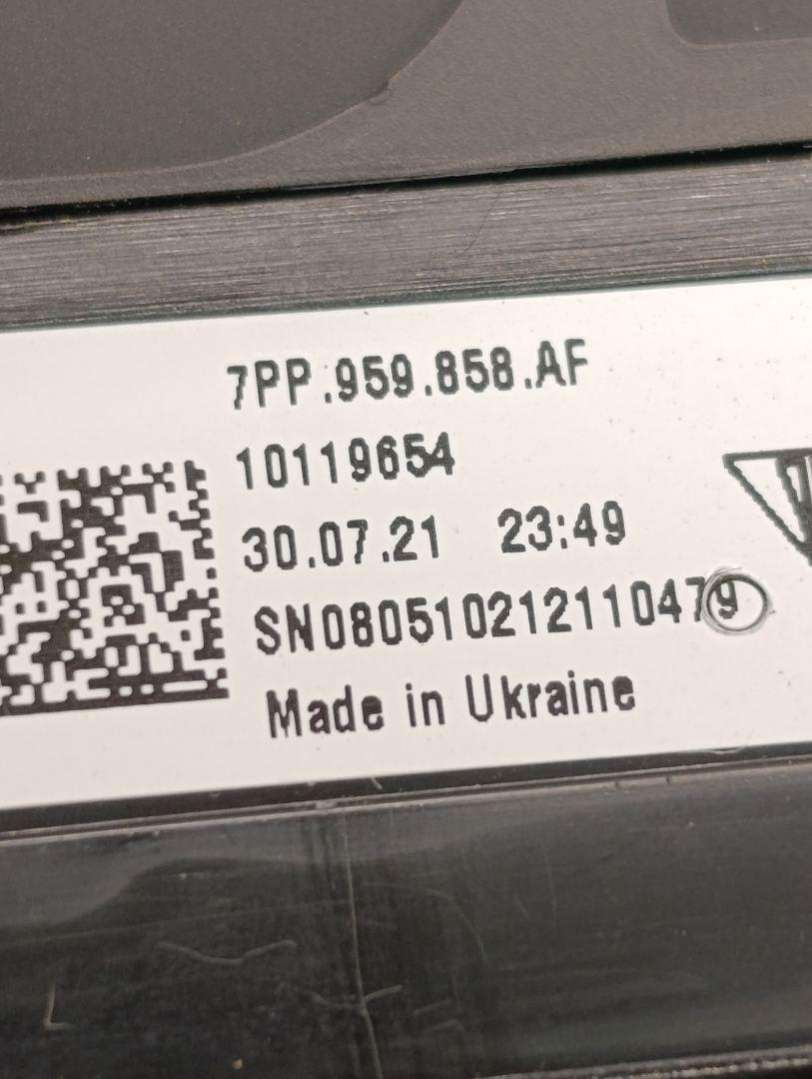 7PP.959.858.AF
10119654
30.07.21 23:49
SN080510212110479
Made in Ukraine